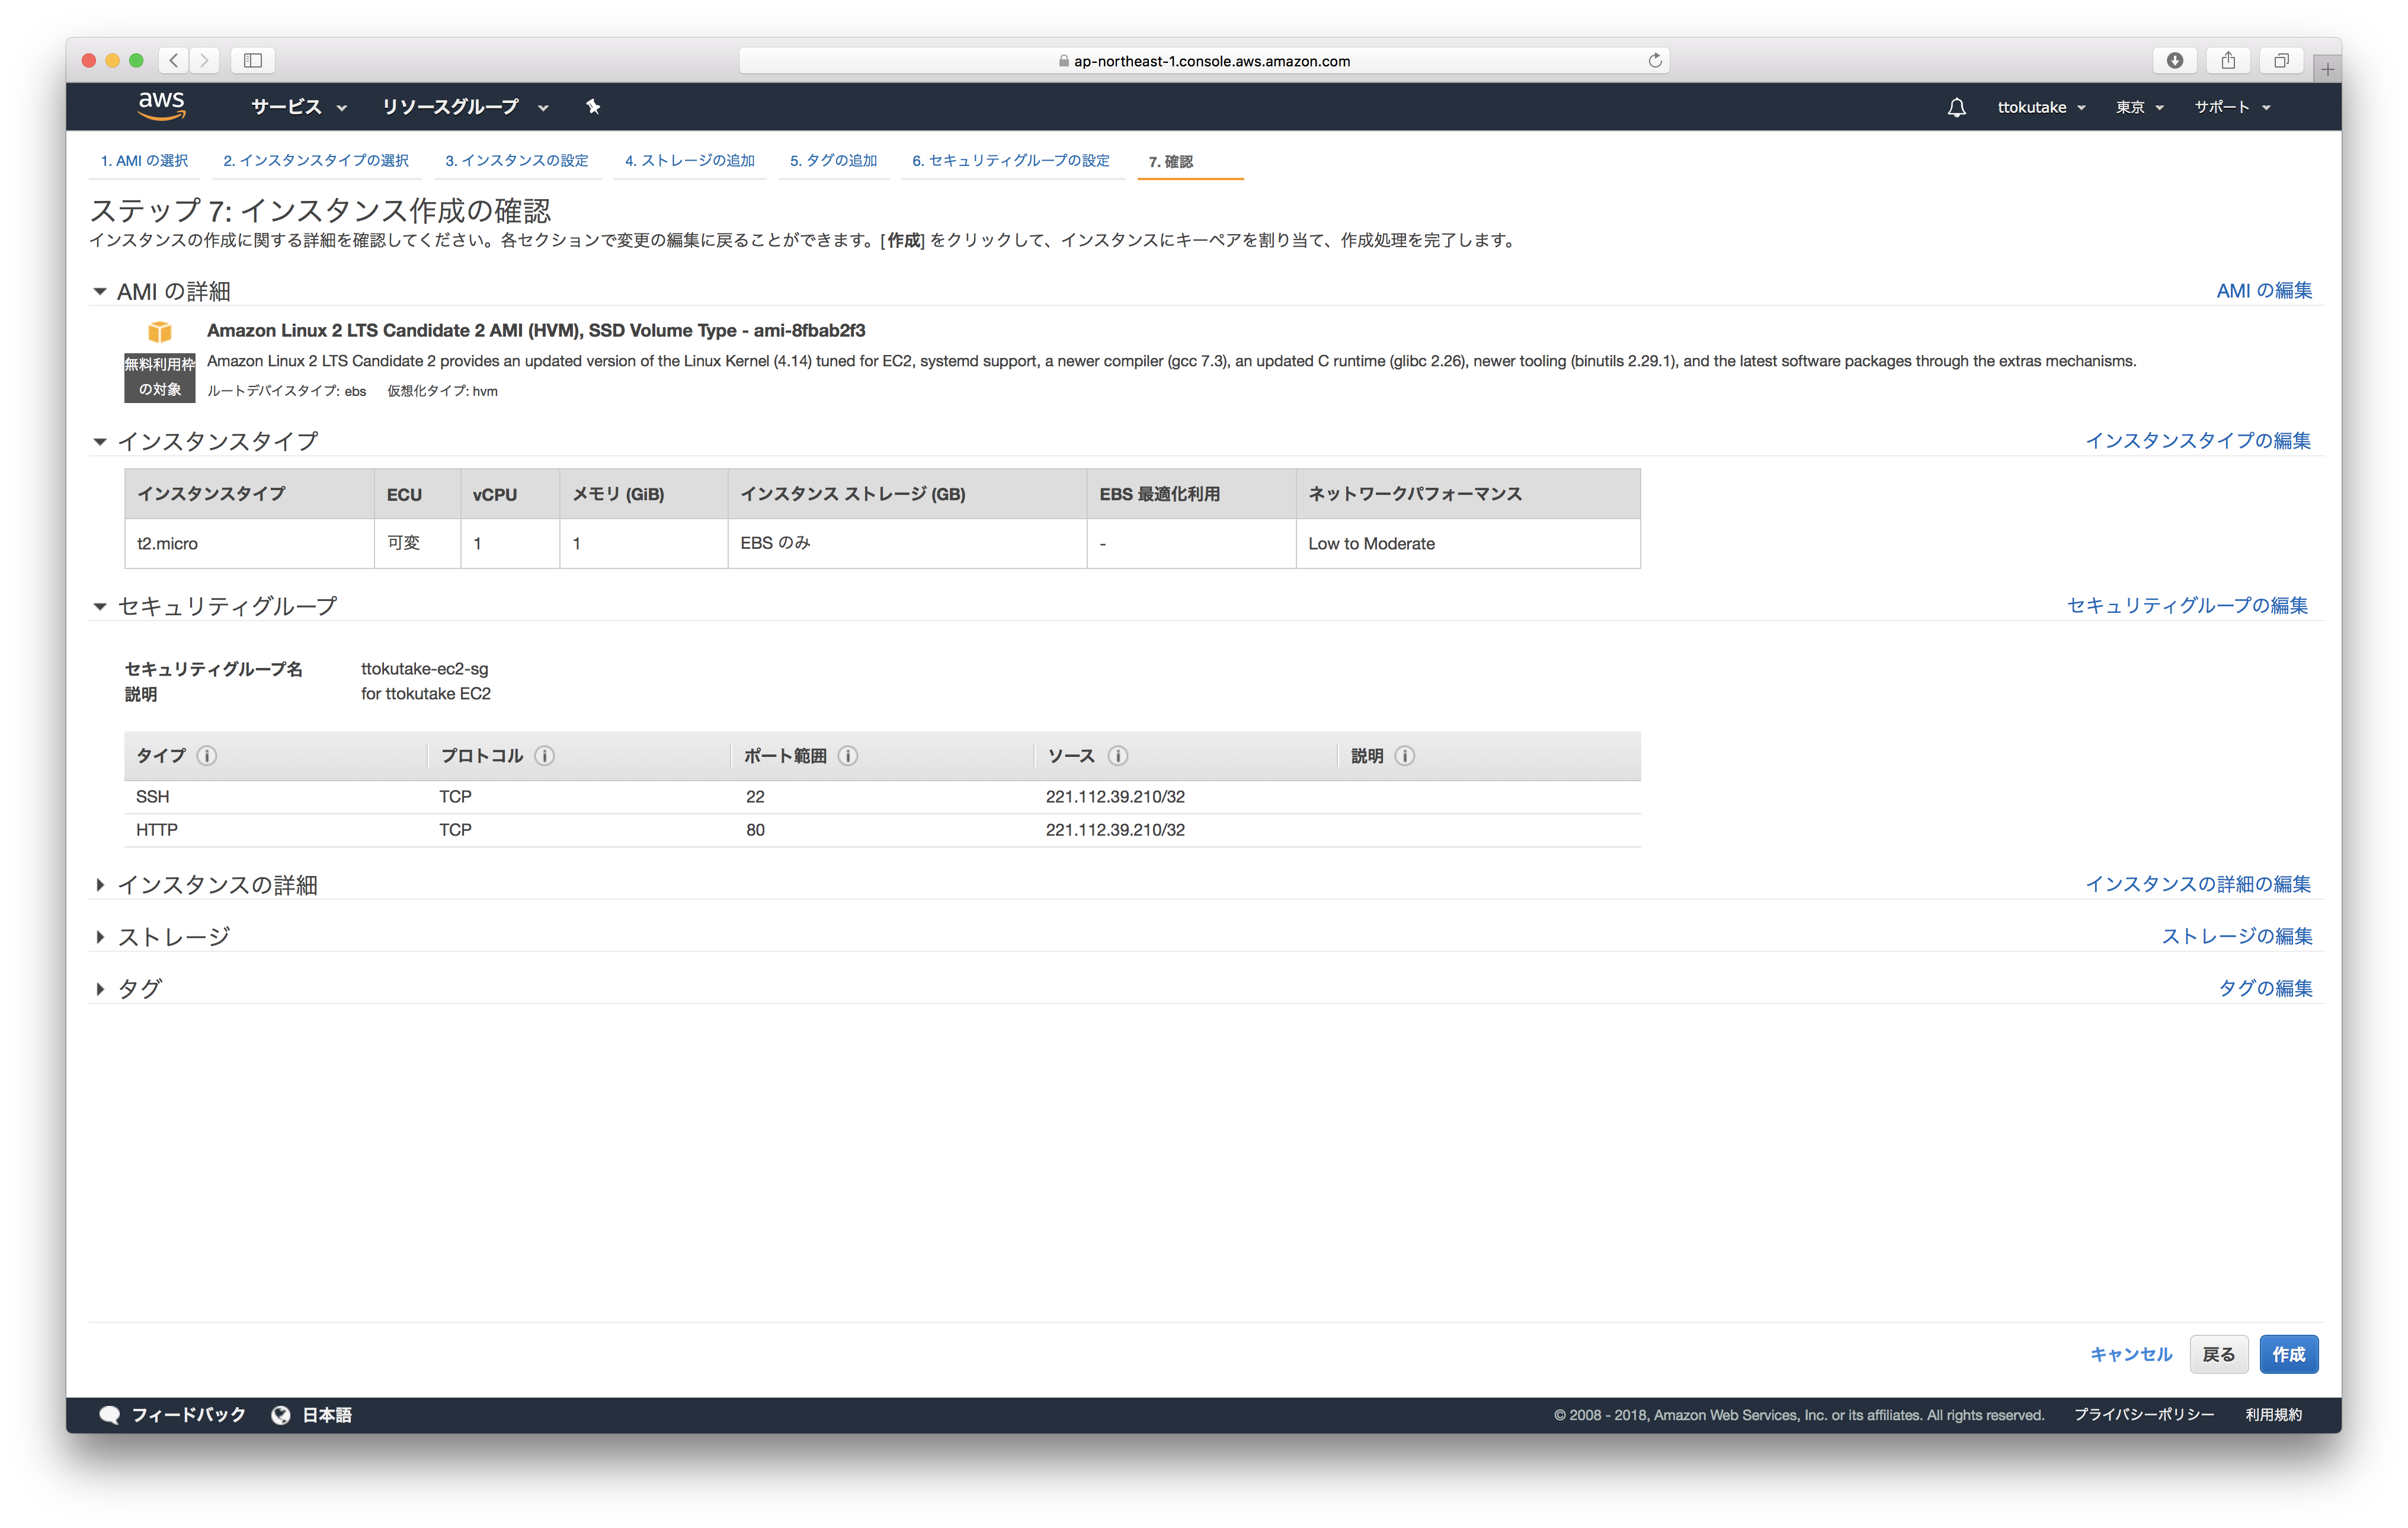 ap-northeast-1.console.aws.amazon.com
aws サービス リソースグループ ttokutake 東京 サポート
1. AMI の選択 2. インスタンスタイプの選択 3. インスタンスの設定 4. ストレージの追加 5. タグの追加 6. セキュリティグループの設定 7. 確認
ステップ 7: インスタンス作成の確認
インスタンスの作成に関する詳細を確認してください。各セクションで変更の編集に戻ることができます。[作成] をクリックして、インスタンスにキーペアを割り当て、作成処理を完了します。
AMI の詳細 AMI の編集
Amazon Linux 2 LTS Candidate 2 AMI (HVM), SSD Volume Type - ami-8fbab2f3
無料利用枠
の対象
Amazon Linux 2 LTS Candidate 2 provides an updated version of the Linux Kernel (4.14) tuned for EC2, systemd support, a newer compiler (gcc 7.3), an updated C runtime (glibc 2.26), newer tooling (binutils 2.29.1), and the latest software packages through the extras mechanisms.
ルートデバイスタイプ: ebs 仮想化タイプ: hvm
インスタンスタイプ インスタンスタイプの編集
インスタンスタイプ ECU vCPU メモリ (GiB) インスタンス ストレージ (GB) EBS 最適化利用 ネットワークパフォーマンス
t2.micro 可変 1 1 EBS のみ - Low to Moderate
セキュリティグループ セキュリティグループの編集
セキュリティグループ名 ttokutake-ec2-sg
説明 for ttokutake EC2
タイプ プロトコル ポート範囲 ソース 説明
SSH TCP 22 221.112.39.210/32
HTTP TCP 80 221.112.39.210/32
インスタンスの詳細 インスタンスの詳細の編集
ストレージ ストレージの編集
タグ タグの編集
キャンセル 戻る 作成
フィードバック 日本語 © 2008 - 2018, Amazon Web Services, Inc. or its affiliates. All rights reserved. プライバシーポリシー 利用規約